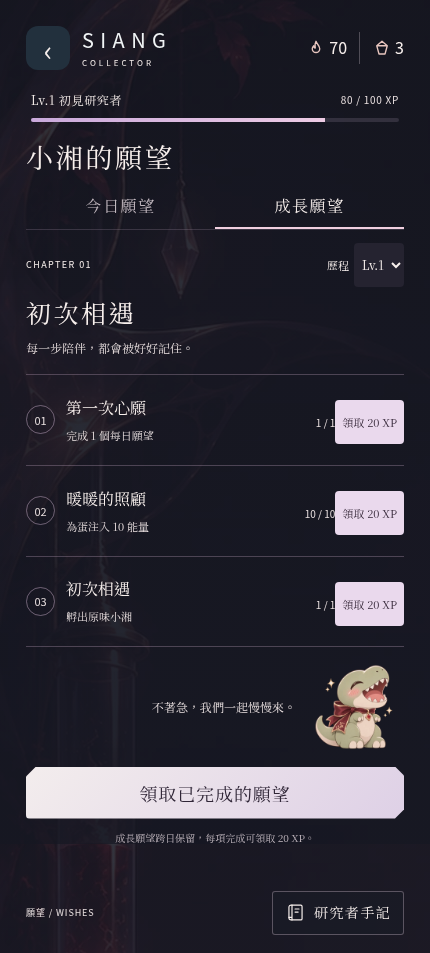 SIANG
COLLECTOR
70
3
Lv.1 初見研究者
80 / 100 XP
小湘的願望
今日願望
成長願望
CHAPTER 01
歷程
Lv.1
初次相遇
每一步陪伴，都會被好好記住。
01
第一次心願
完成 1 個每日願望
1 / 1
領取 20 XP
02
暖暖的照顧
為蛋注入 10 能量
10 / 10
領取 20 XP
03
初次相遇
孵出原味小湘
1 / 1
領取 20 XP
不著急，我們一起慢慢來。
領取已完成的願望
成長願望跨日保留，每項完成可領取 20 XP。
願望 / WISHES
研究者手記